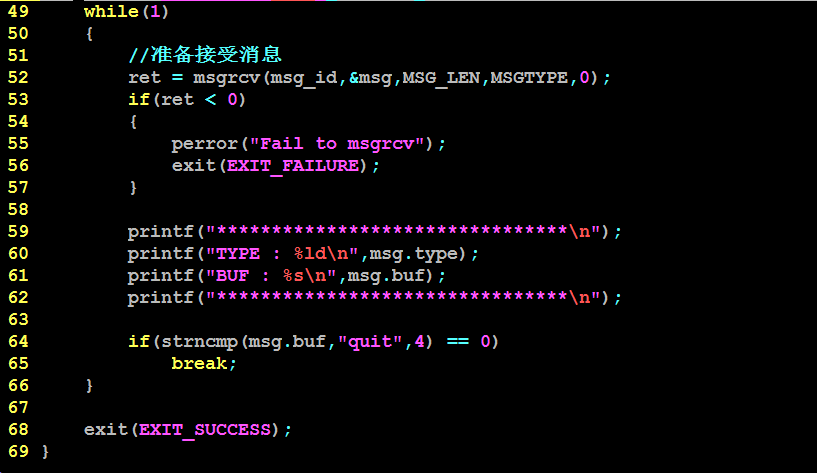 49     while(1)
50     {
51         //准备接受消息
52         ret = msgrcv(msg_id,&msg,MSG_LEN,MSGTYPE,0);
53         if(ret < 0)
54         {
55             perror("Fail to msgrcv");
56             exit(EXIT_FAILURE);
57         }
58
59         printf("********************************\n");
60         printf("TYPE : %ld\n",msg.type);
61         printf("BUF : %s\n",msg.buf);
62         printf("********************************\n");
63
64         if(strncmp(msg.buf,"quit",4) == 0)
65             break;
66     }
67
68     exit(EXIT_SUCCESS);
69 }